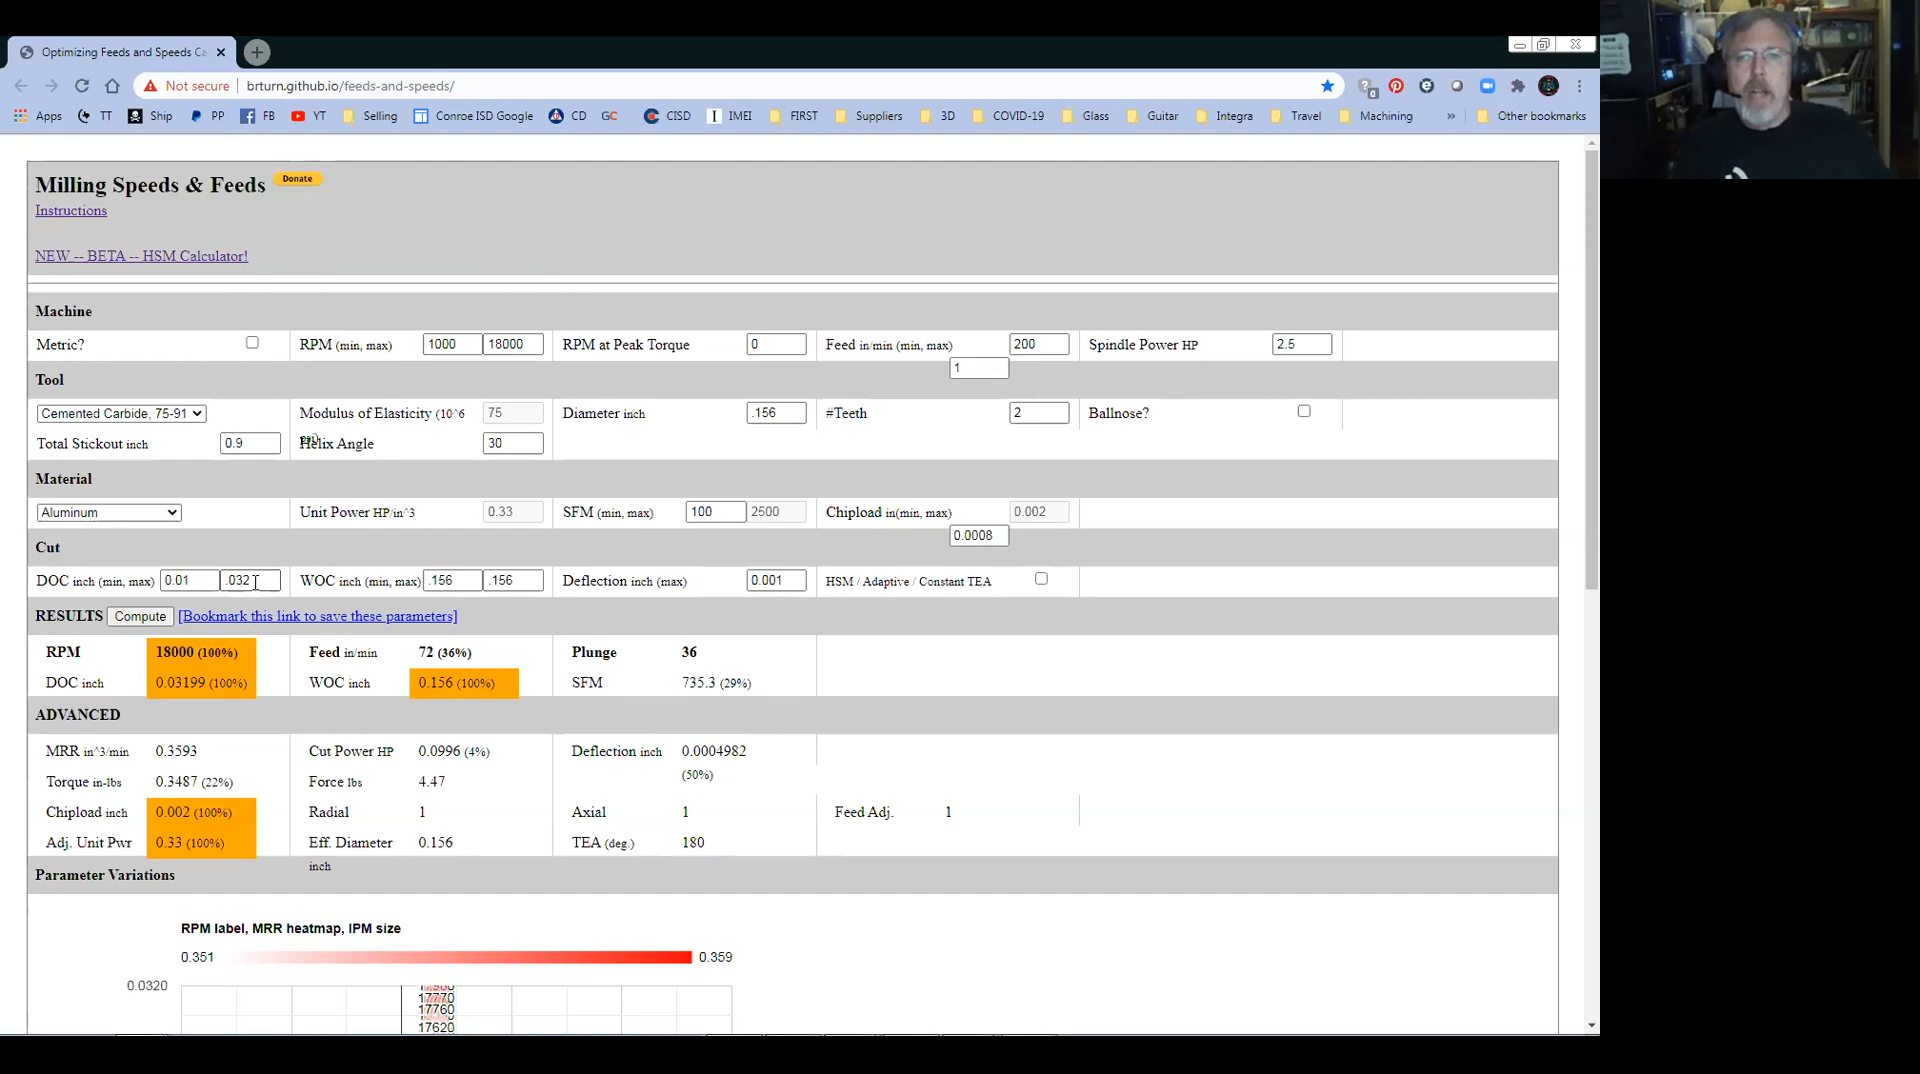 Optimizing Feeds and Speeds Ca
Not secure brturn.github.io/feeds-and-speeds/
Apps TT Ship PP FB YT Selling Conroe ISD Google CD GC CISD IMEI FIRST Suppliers 3D COVID-19 Glass Guitar Integra Travel Machining » Other bookmarks
Milling Speeds & Feeds Donate
Instructions
NEW -- BETA -- HSM Calculator!
Machine
Metric? RPM (min, max) 1000 18000 RPM at Peak Torque 0 Feed in/min (min, max) 200 Spindle Power HP 2.5
1
Tool
Cemented Carbide, 75-91 Modulus of Elasticity (10^6 75 Diameter inch .156 #Teeth 2 Ballnose?
Total Stickout inch 0.9 Helix Angle 30
Material
Aluminum Unit Power HP/in^3 0.33 SFM (min, max) 100 2500 Chipload in(min, max) 0.002
0.0008
Cut
DOC inch (min, max) 0.01 .032 WOC inch (min, max) .156 .156 Deflection inch (max) 0.001 HSM / Adaptive / Constant TEA
RESULTS Compute [Bookmark this link to save these parameters]
RPM 18000 (100%) Feed in/min 72 (36%) Plunge 36
DOC inch 0.03199 (100%) WOC inch 0.156 (100%) SFM 735.3 (29%)
ADVANCED
MRR in^3/min 0.3593 Cut Power HP 0.0996 (4%) Deflection inch 0.0004982
(50%)
Torque in-lbs 0.3487 (22%) Force lbs 4.47
Chipload inch 0.002 (100%) Radial 1 Axial 1 Feed Adj. 1
Adj. Unit Pwr 0.33 (100%) Eff. Diameter 0.156 TEA (deg.) 180
inch
Parameter Variations
RPM label, MRR heatmap, IPM size
0.351 0.359
0.0320
17770
17760
17620